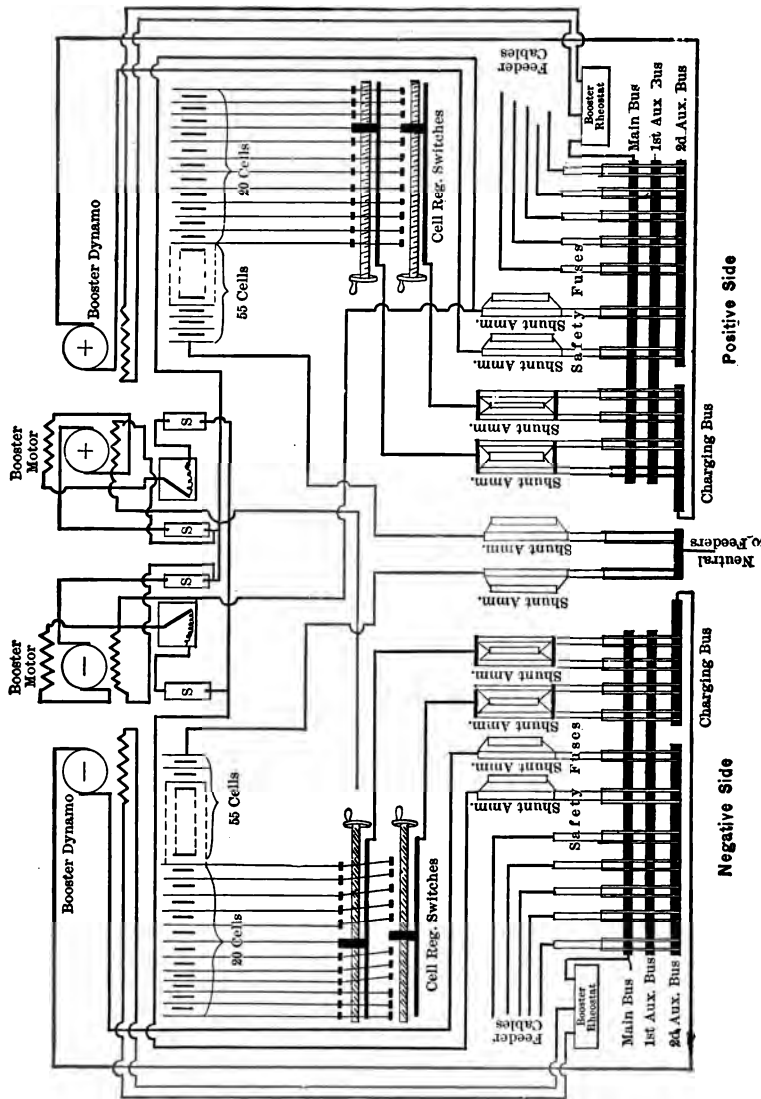 Booster Dynamo
+
Booster
Motor
+
S
S
Booster
Motor
−
S
S
Booster Dynamo
−
20 Cells
55 Cells
Cell Reg. Switches
Feeder
Cables
Booster
Rheostat
Main Bus
1st Aux Bus
2d Aux. Bus
Safety Fuses
Shunt Amm.
Shunt Amm.
Shunt Amm.
Shunt Amm.
Charging Bus
Positive Side
Shunt Amm.
Shunt Amm.
Neutral
Feeders
55 Cells
20 Cells
Cell Reg. Switches
Shunt Amm.
Shunt Amm.
Shunt Amm.
Shunt Amm.
Safety Fuses
Charging Bus
Feeder
Cables
Booster
Rheostat
Main Bus
1st Aux. Bus
2d Aux. Bus
Negative Side